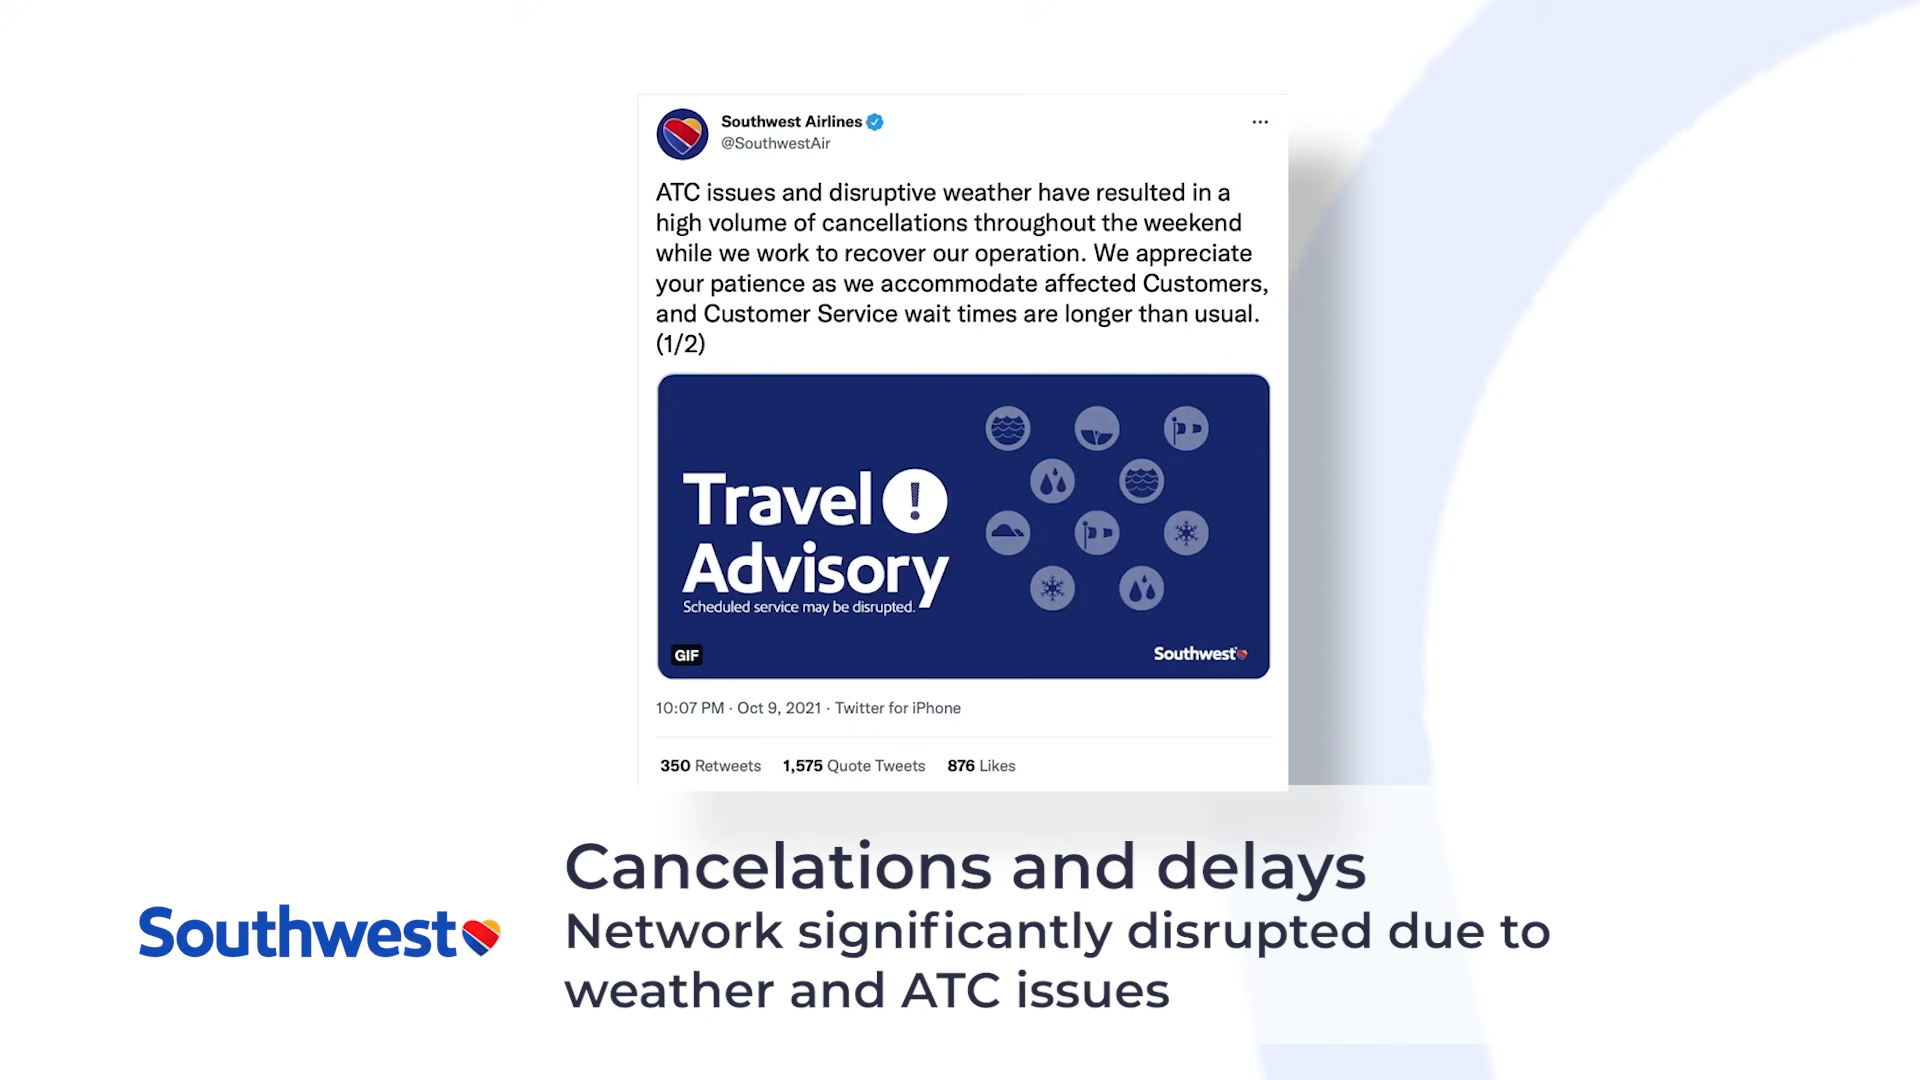 Southwest Airlines
@SouthwestAir
ATC issues and disruptive weather have resulted in a
high volume of cancellations throughout the weekend
while we work to recover our operation. We appreciate
your patience as we accommodate affected Customers,
and Customer Service wait times are longer than usual.
(1/2)
Travel !
Advisory
Scheduled service may be disrupted.
GIF
Southwest
10:07 PM · Oct 9, 2021 · Twitter for iPhone
350 Retweets 1,575 Quote Tweets 876 Likes
Southwest
Cancelations and delays
Network significantly disrupted due to
weather and ATC issues